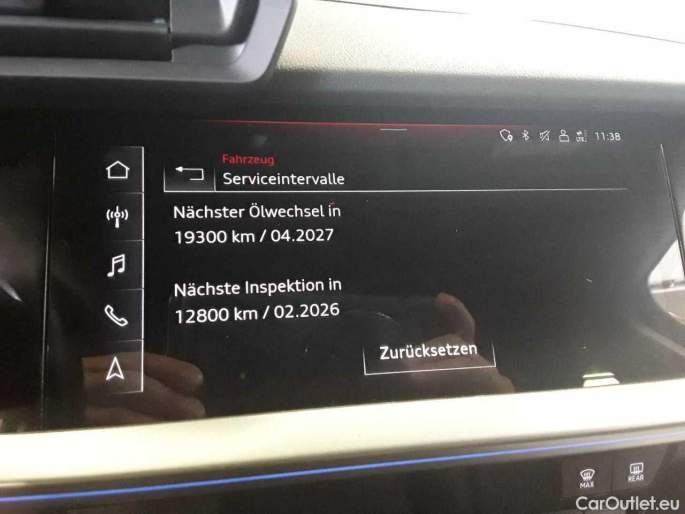 11:38
Fahrzeug
Serviceintervalle
Nächster Ölwechsel in
19300 km / 04.2027
Nächste Inspektion in
12800 km / 02.2026
Zurücksetzen
MAX
REAR
CarOutlet.eu